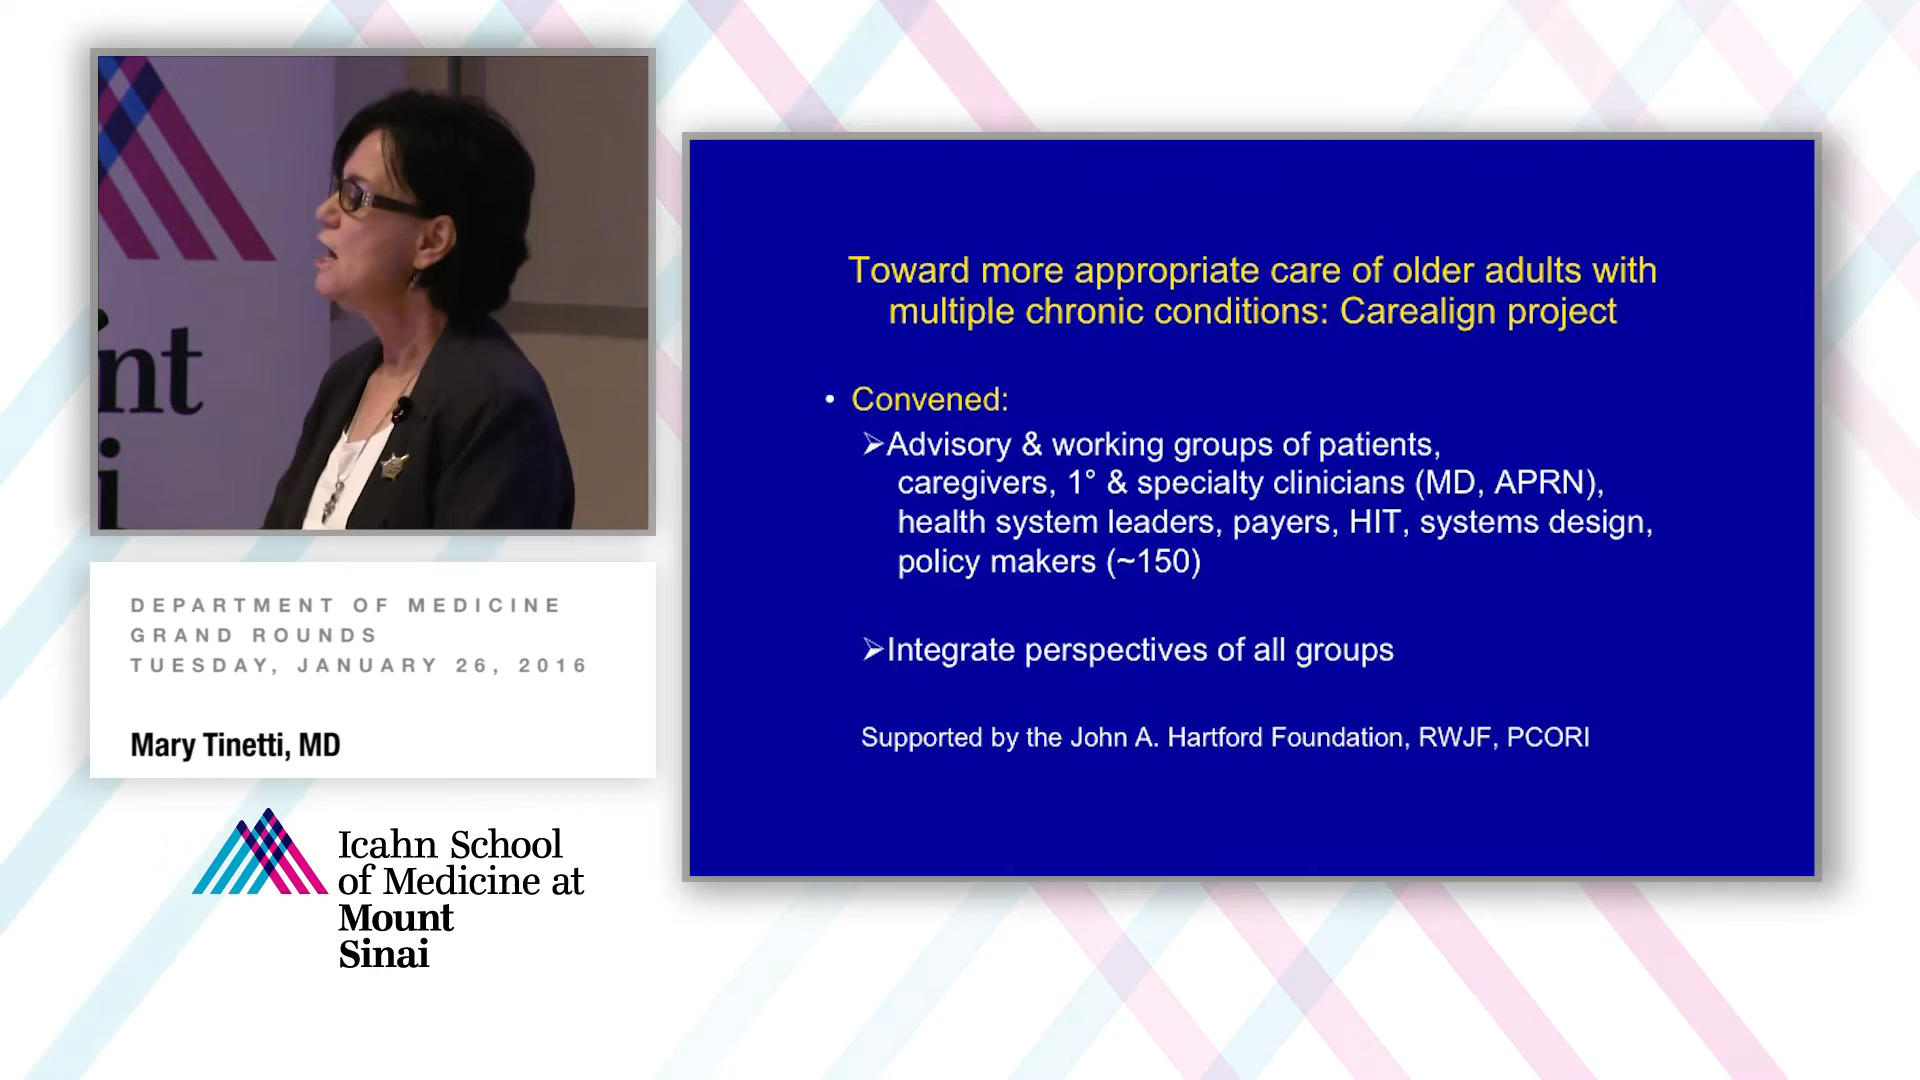 nt
i
DEPARTMENT OF MEDICINE
GRAND ROUNDS
TUESDAY, JANUARY 26, 2016
Mary Tinetti, MD
Icahn School
of Medicine at
Mount
Sinai
Toward more appropriate care of older adults with
multiple chronic conditions: Carealign project
• Convened:
➢Advisory & working groups of patients,
caregivers, 1° & specialty clinicians (MD, APRN),
health system leaders, payers, HIT, systems design,
policy makers (~150)
➢Integrate perspectives of all groups
Supported by the John A. Hartford Foundation, RWJF, PCORI